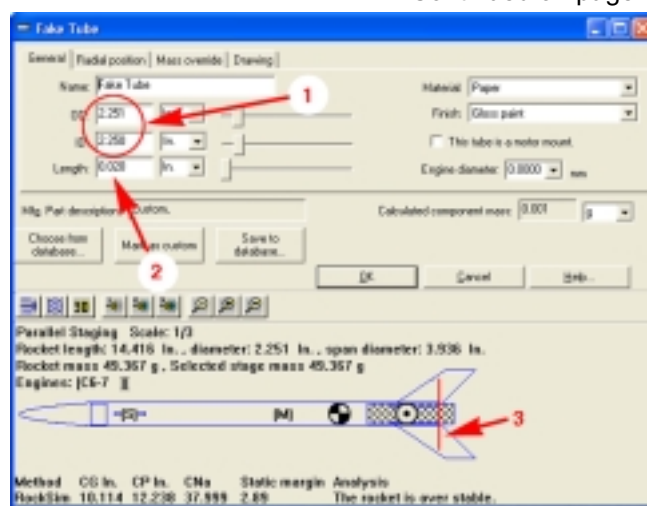 Fake Tube
General | Radial position | Mass override | Drawing
Name: Fake Tube
OD: 2.251
ID: 2.250 In.
Length: 0.020 In.
Material: Paper
Finish: Gloss paint
This tube is a motor mount.
Engine diameter: 0.0000 mm
Mfg. Part description: Custom,
Calculated component mass: 0.001 g
Choose from database...
Mark as custom
Save to database...
OK
Cancel
Help...
1
2
Parallel Staging Scale: 1/3
Rocket length: 14.416 In. , diameter: 2.251 In. , span diameter: 3.936 In.
Rocket mass 49.367 g , Selected stage mass 49.367 g
Engines: [C6-7 ]
(S)
(M)
3
Method CG In. CP In. CNa Static margin Analysis
RockSim 10.114 12.238 37.999 2.89 The rocket is over stable.